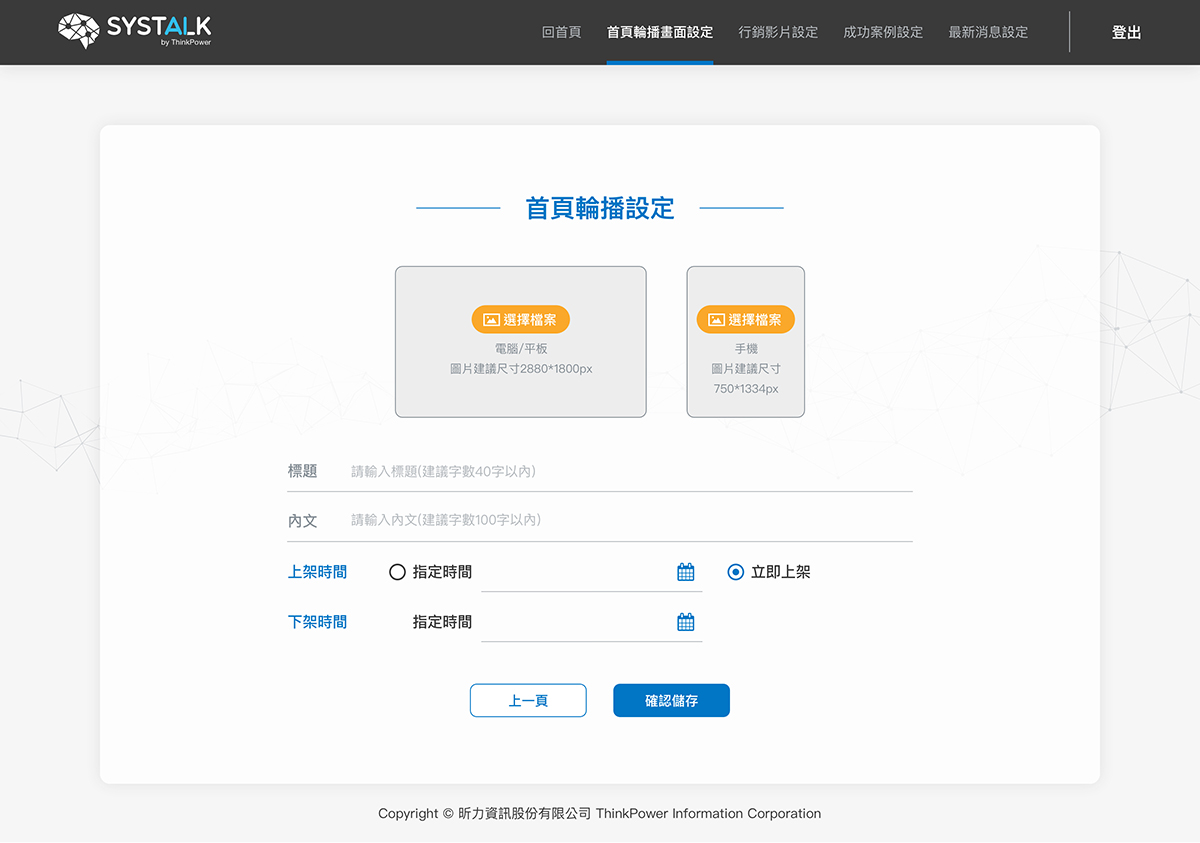 SYSTALK
by ThinkPower
回首頁 首頁輪播畫面設定 行銷影片設定 成功案例設定 最新消息設定 登出
首頁輪播設定
選擇檔案
電腦/平板
圖片建議尺寸2880*1800px
選擇檔案
手機
圖片建議尺寸
750*1334px
標題 請輸入標題(建議字數40字以內)
內文 請輸入內文(建議字數100字以內)
上架時間 指定時間 立即上架
下架時間 指定時間
上一頁 確認儲存
Copyright © 昕力資訊股份有限公司 ThinkPower Information Corporation